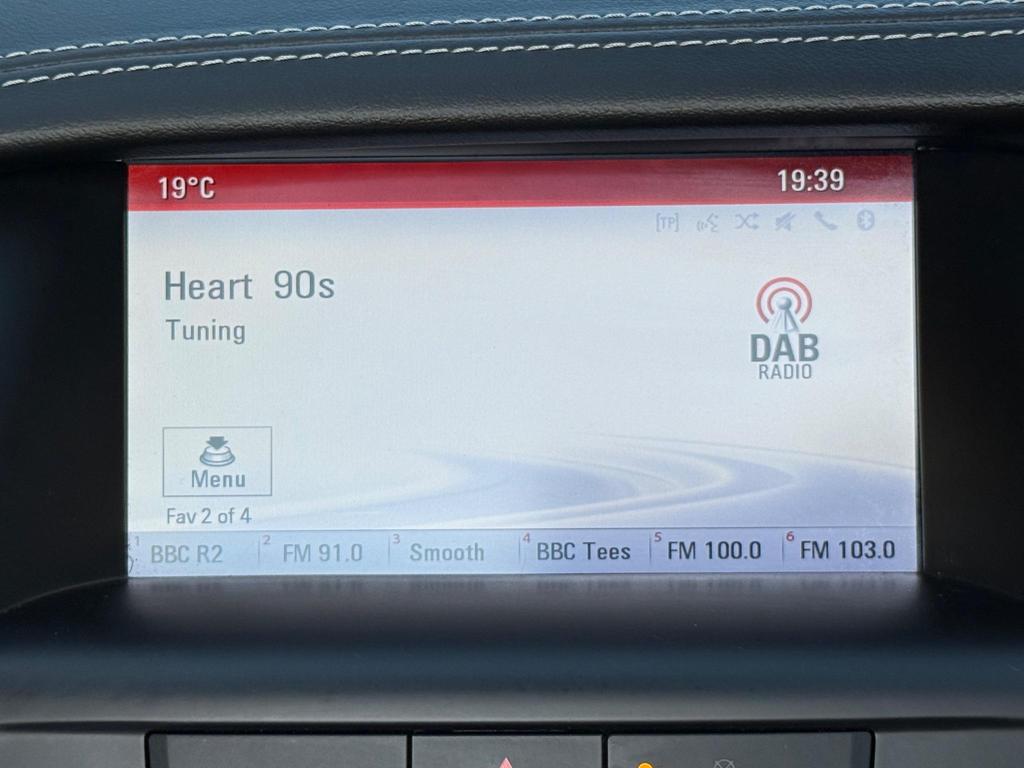 19°C 19:39
[TP]
Heart 90s
Tuning
DAB
RADIO
Menu
Fav 2 of 4
1 BBC R2 2 FM 91.0 3 Smooth 4 BBC Tees 5 FM 100.0 6 FM 103.0